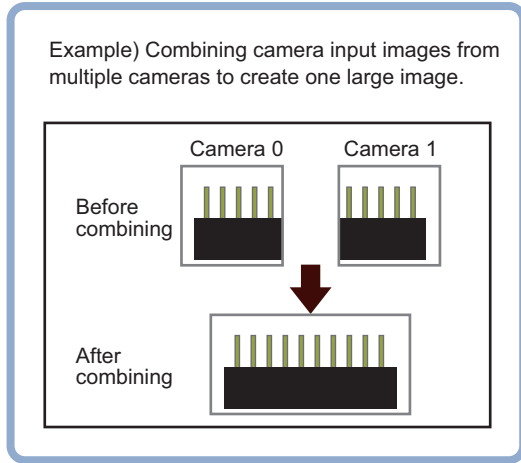 Example) Combining camera input images from
multiple cameras to create one large image.
Camera 0
Camera 1
Before
combining
After
combining